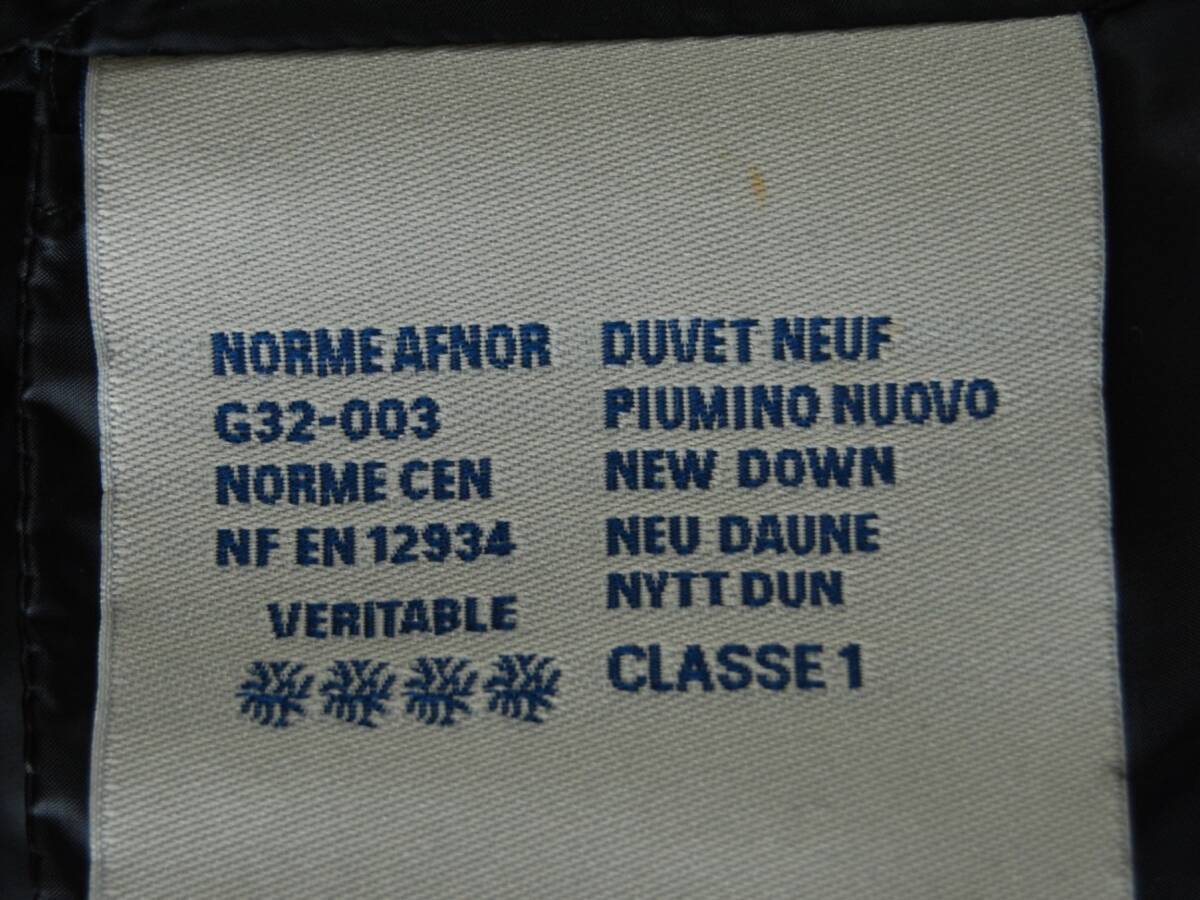 NORME AFNOR
G32-003
NORME CEN
NF EN 12934
VERITABLE
DUVET NEUF
PIUMINO NUOVO
NEW DOWN
NEU DAUNE
NYTT DUN
CLASSE 1